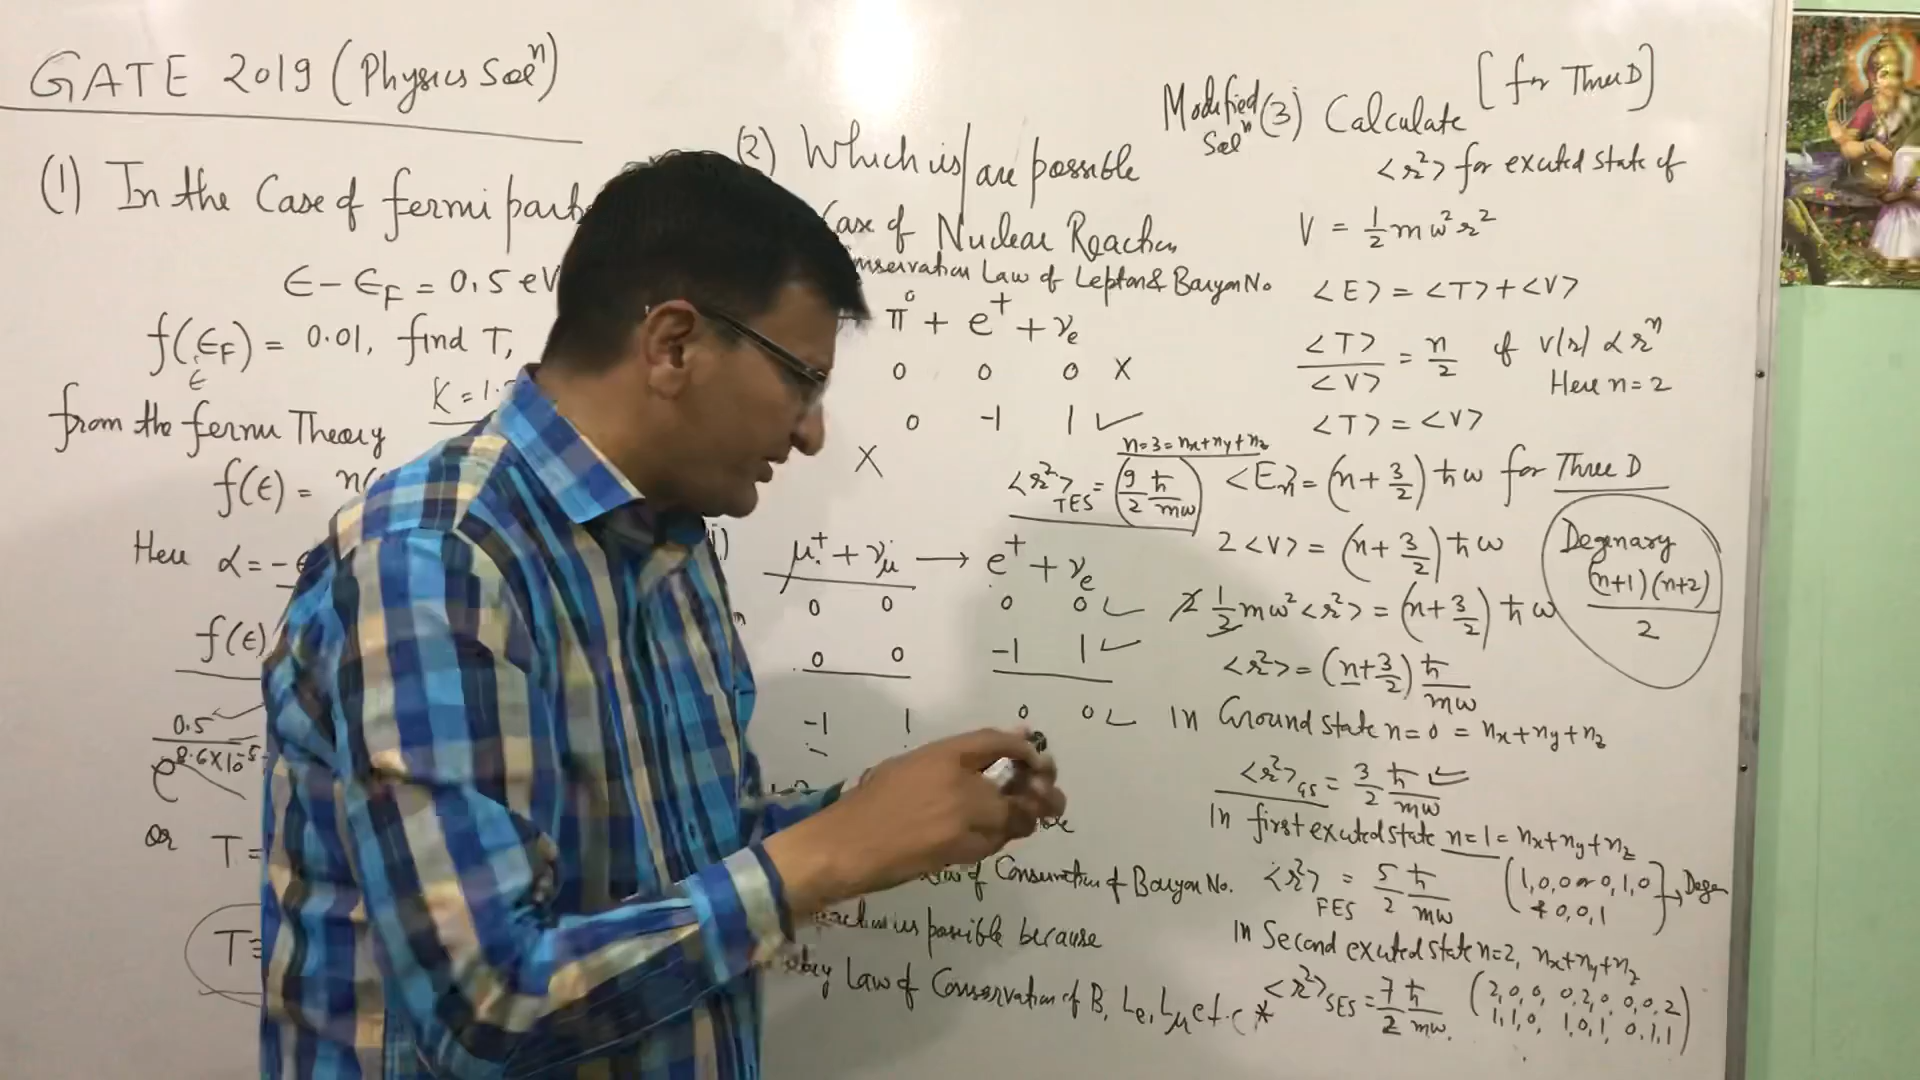 GATE 2019 (Physics Solⁿ)
(1) In the Case of fermi
ϵ - ϵF = 0.5 eV
f(ϵF) = 0.01, find T,
ϵ
K = 1.
from the fermi Theory
f(ϵ) =
Here α = -
f(ϵ)
0.5
e 8.6×10⁻⁵
or T =
T =
(2) Which is/are possible
Case of Nuclear Reaction
Conservation Law of Lepton & Baryon No
π⁰ + e⁺ + νe
0 0 0 X
0 -1 1 ✓
X
μ⁺ + νμ → e⁺ + νe
0 0 0 0 ✓
0 0 -1 1 ✓
-1 1 0 0 ✓
Law of Conservation of Baryon No.
is possible because
Law of Conservation of B, Le, Lμ etc *
Modified Solⁿ (3) Calculate [for Three D]
<r²> for excited state of
V = 1/2 mω²r²
<E> = <T> + <V>
<T>/<V> = n/2 if V(r) ∝ rⁿ
Here n = 2
<T> = <V>
n=3=nx+ny+nz
<r²>TES = (9/2 ħ/mω)
<E>n = (n + 3/2) ħω for Three D
2<V> = (n + 3/2) ħω
2 1/2 mω² <r²> = (n + 3/2) ħω
<r²> = (n + 3/2) ħ/mω
Degenary
(n+1)(n+2)/2
In Ground state n = 0 = nx + ny + nz
<r²>GS = 3/2 ħ/mω ✓
In first excited state n = 1 = nx + ny + nz
<r²>FES = 5/2 ħ/mω (1,0,0 or 0,1,0
+ 0,0,1 } → Degen
In Second excited state n=2, nx+ny+nz
<r²>SES = 7/2 ħ/mω. (2,0,0, 0,2,0, 0,0,2
1,1,0, 1,0,1, 0,1,1)